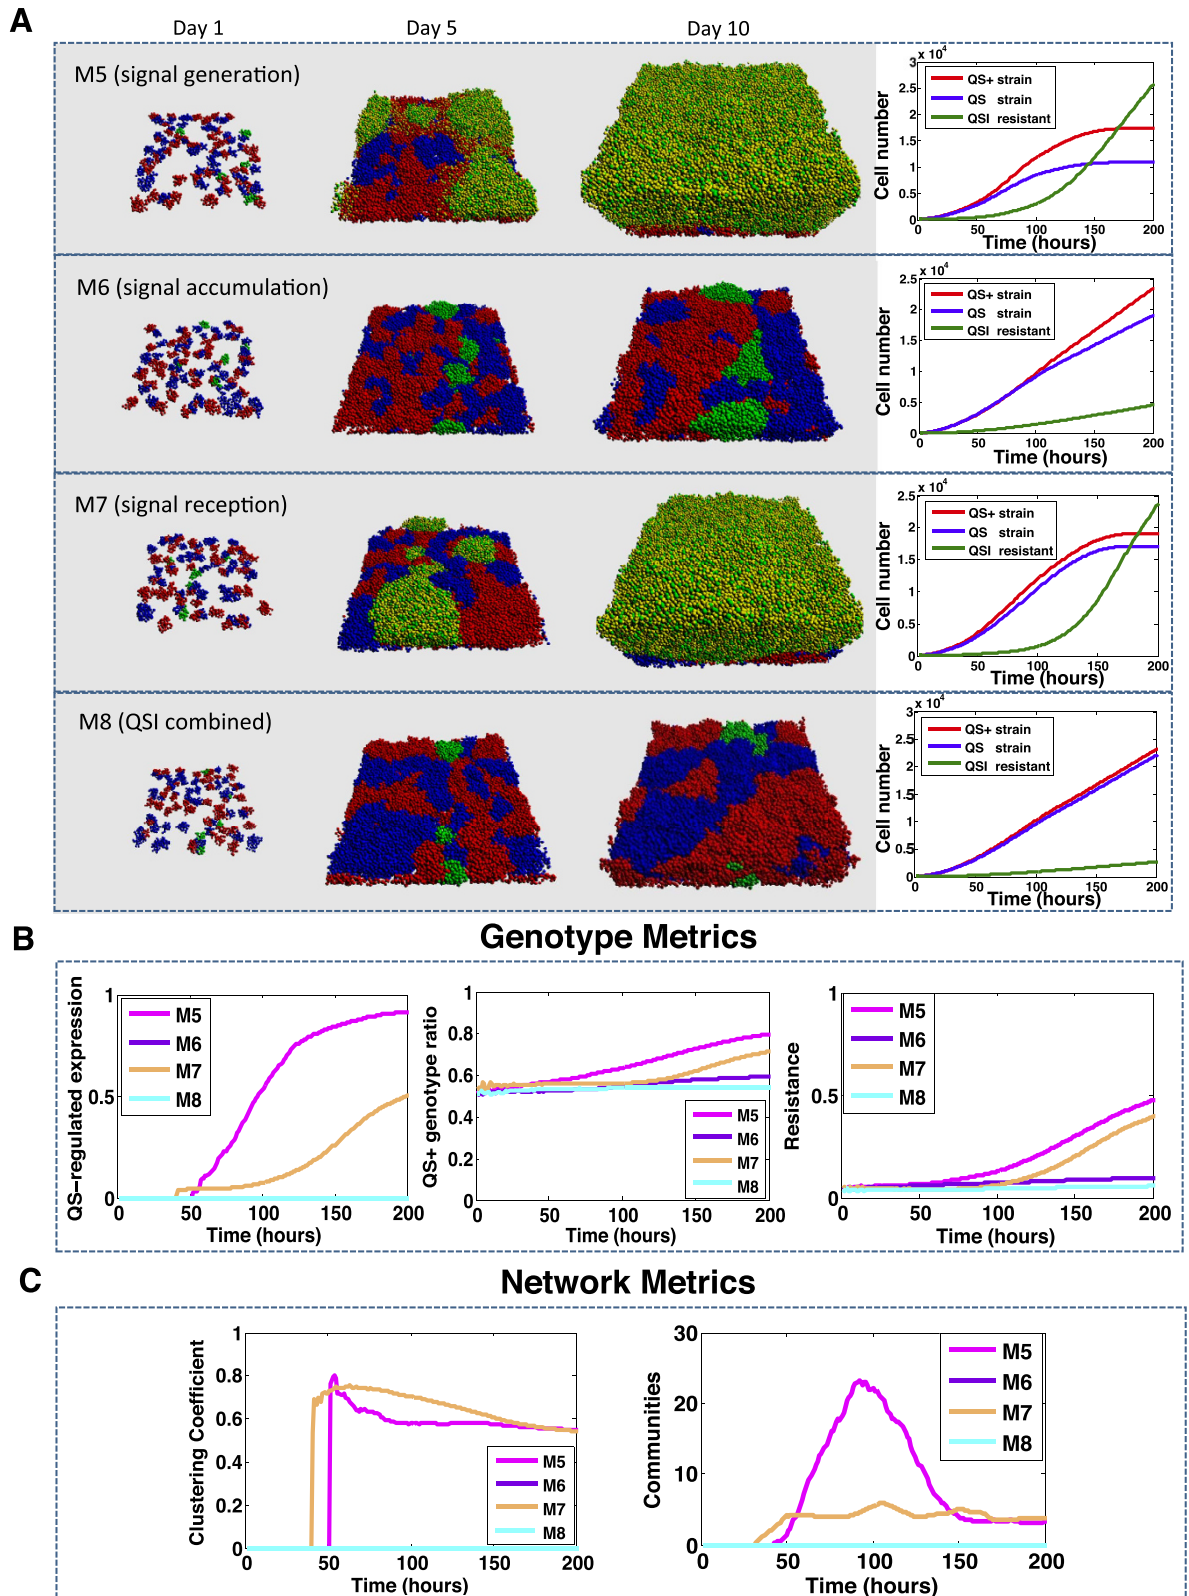 A
Day 1
Day 5
Day 10
M5 (signal generation)
x 10^4
3
2.5
2
1.5
1
0.5
0
QS+ strain
QS strain
QSI resistant
Cell number
0
50
100
150
200
Time (hours)
M6 (signal accumulation)
x 10^4
2.5
2
1.5
1
0.5
0
QS+ strain
QS strain
QSI resistant
Cell number
0
50
100
150
200
Time (hours)
M7 (signal reception)
x 10^4
2.5
2
1.5
1
0.5
0
QS+ strain
QS strain
QSI resistant
Cell number
0
50
100
150
200
Time (hours)
M8 (QSI combined)
x 10^4
3
2.5
2
1.5
1
0.5
0
QS+ strain
QS strain
QSI resistant
Cell number
0
50
100
150
200
Time (hours)
B
Genotype Metrics
QS-regulated expression
1
0.5
0
M5
M6
M7
M8
0
50
100
150
200
Time (hours)
QS+ genotype ratio
1
0.8
0.6
0.4
0.2
0
M5
M6
M7
M8
0
50
100
150
200
Time (hours)
Resistance
1
0.5
0
M5
M6
M7
M8
0
50
100
150
200
Time (hours)
C
Network Metrics
Clustering Coefficient
1
0.8
0.6
0.4
0.2
0
M5
M6
M7
M8
0
50
100
150
200
Time (hours)
Communities
30
20
10
0
M5
M6
M7
M8
0
50
100
150
200
Time (hours)